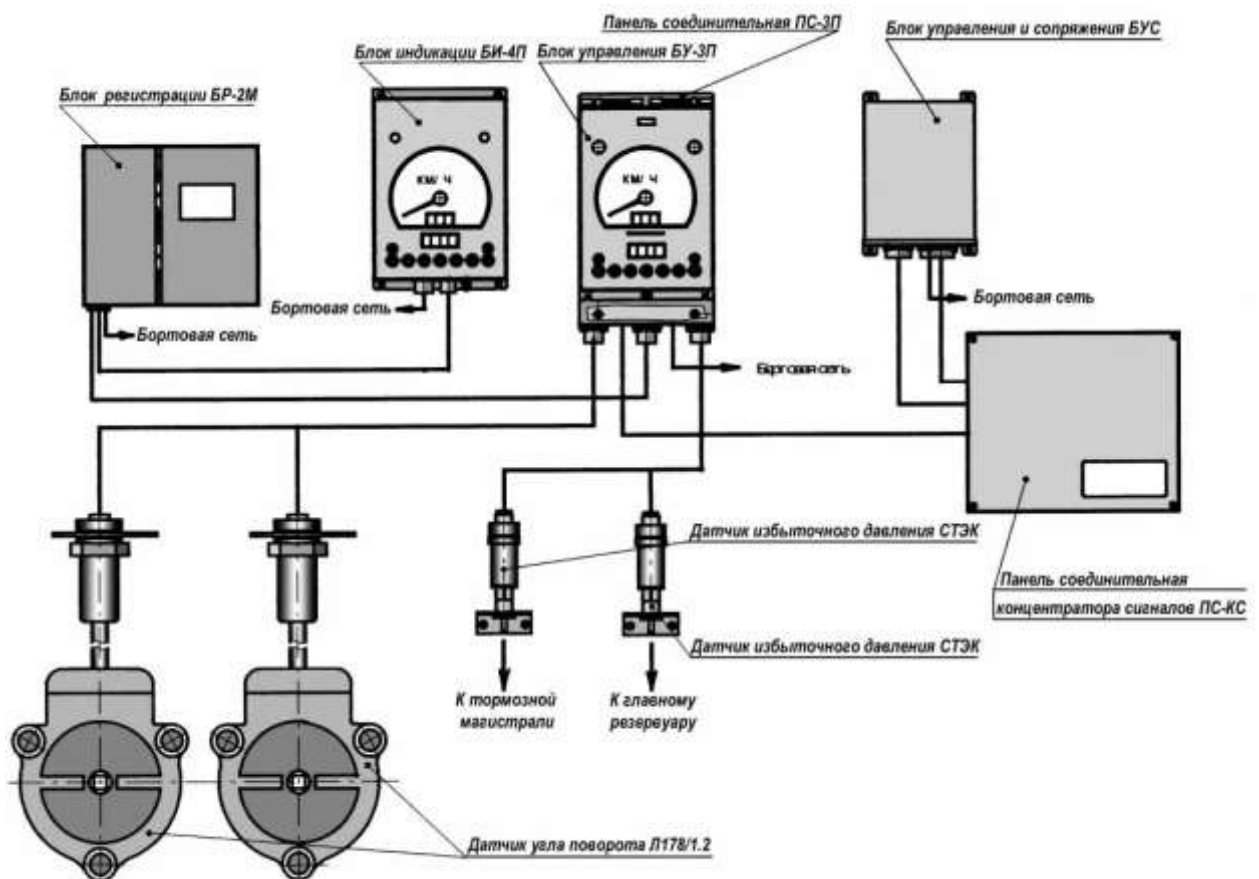 Панель соединительная ПС-3П
Блок управления и сопряжения БУС
Блок индикации БИ-4П
Блок управления БУ-3П
Блок регистрации БР-2М
КМ/ Ч
КМ/ Ч
Бортовая сеть
Бортовая сеть
Бортовая сеть
Бортовая сеть
Датчик избыточного давления СТЭК
Панель соединительная
концентратора сигналов ПС-КС
Датчик избыточного давления СТЭК
К тормозной
магистрали
К главному
резервуару
Датчик угла поворота Л178/1.2